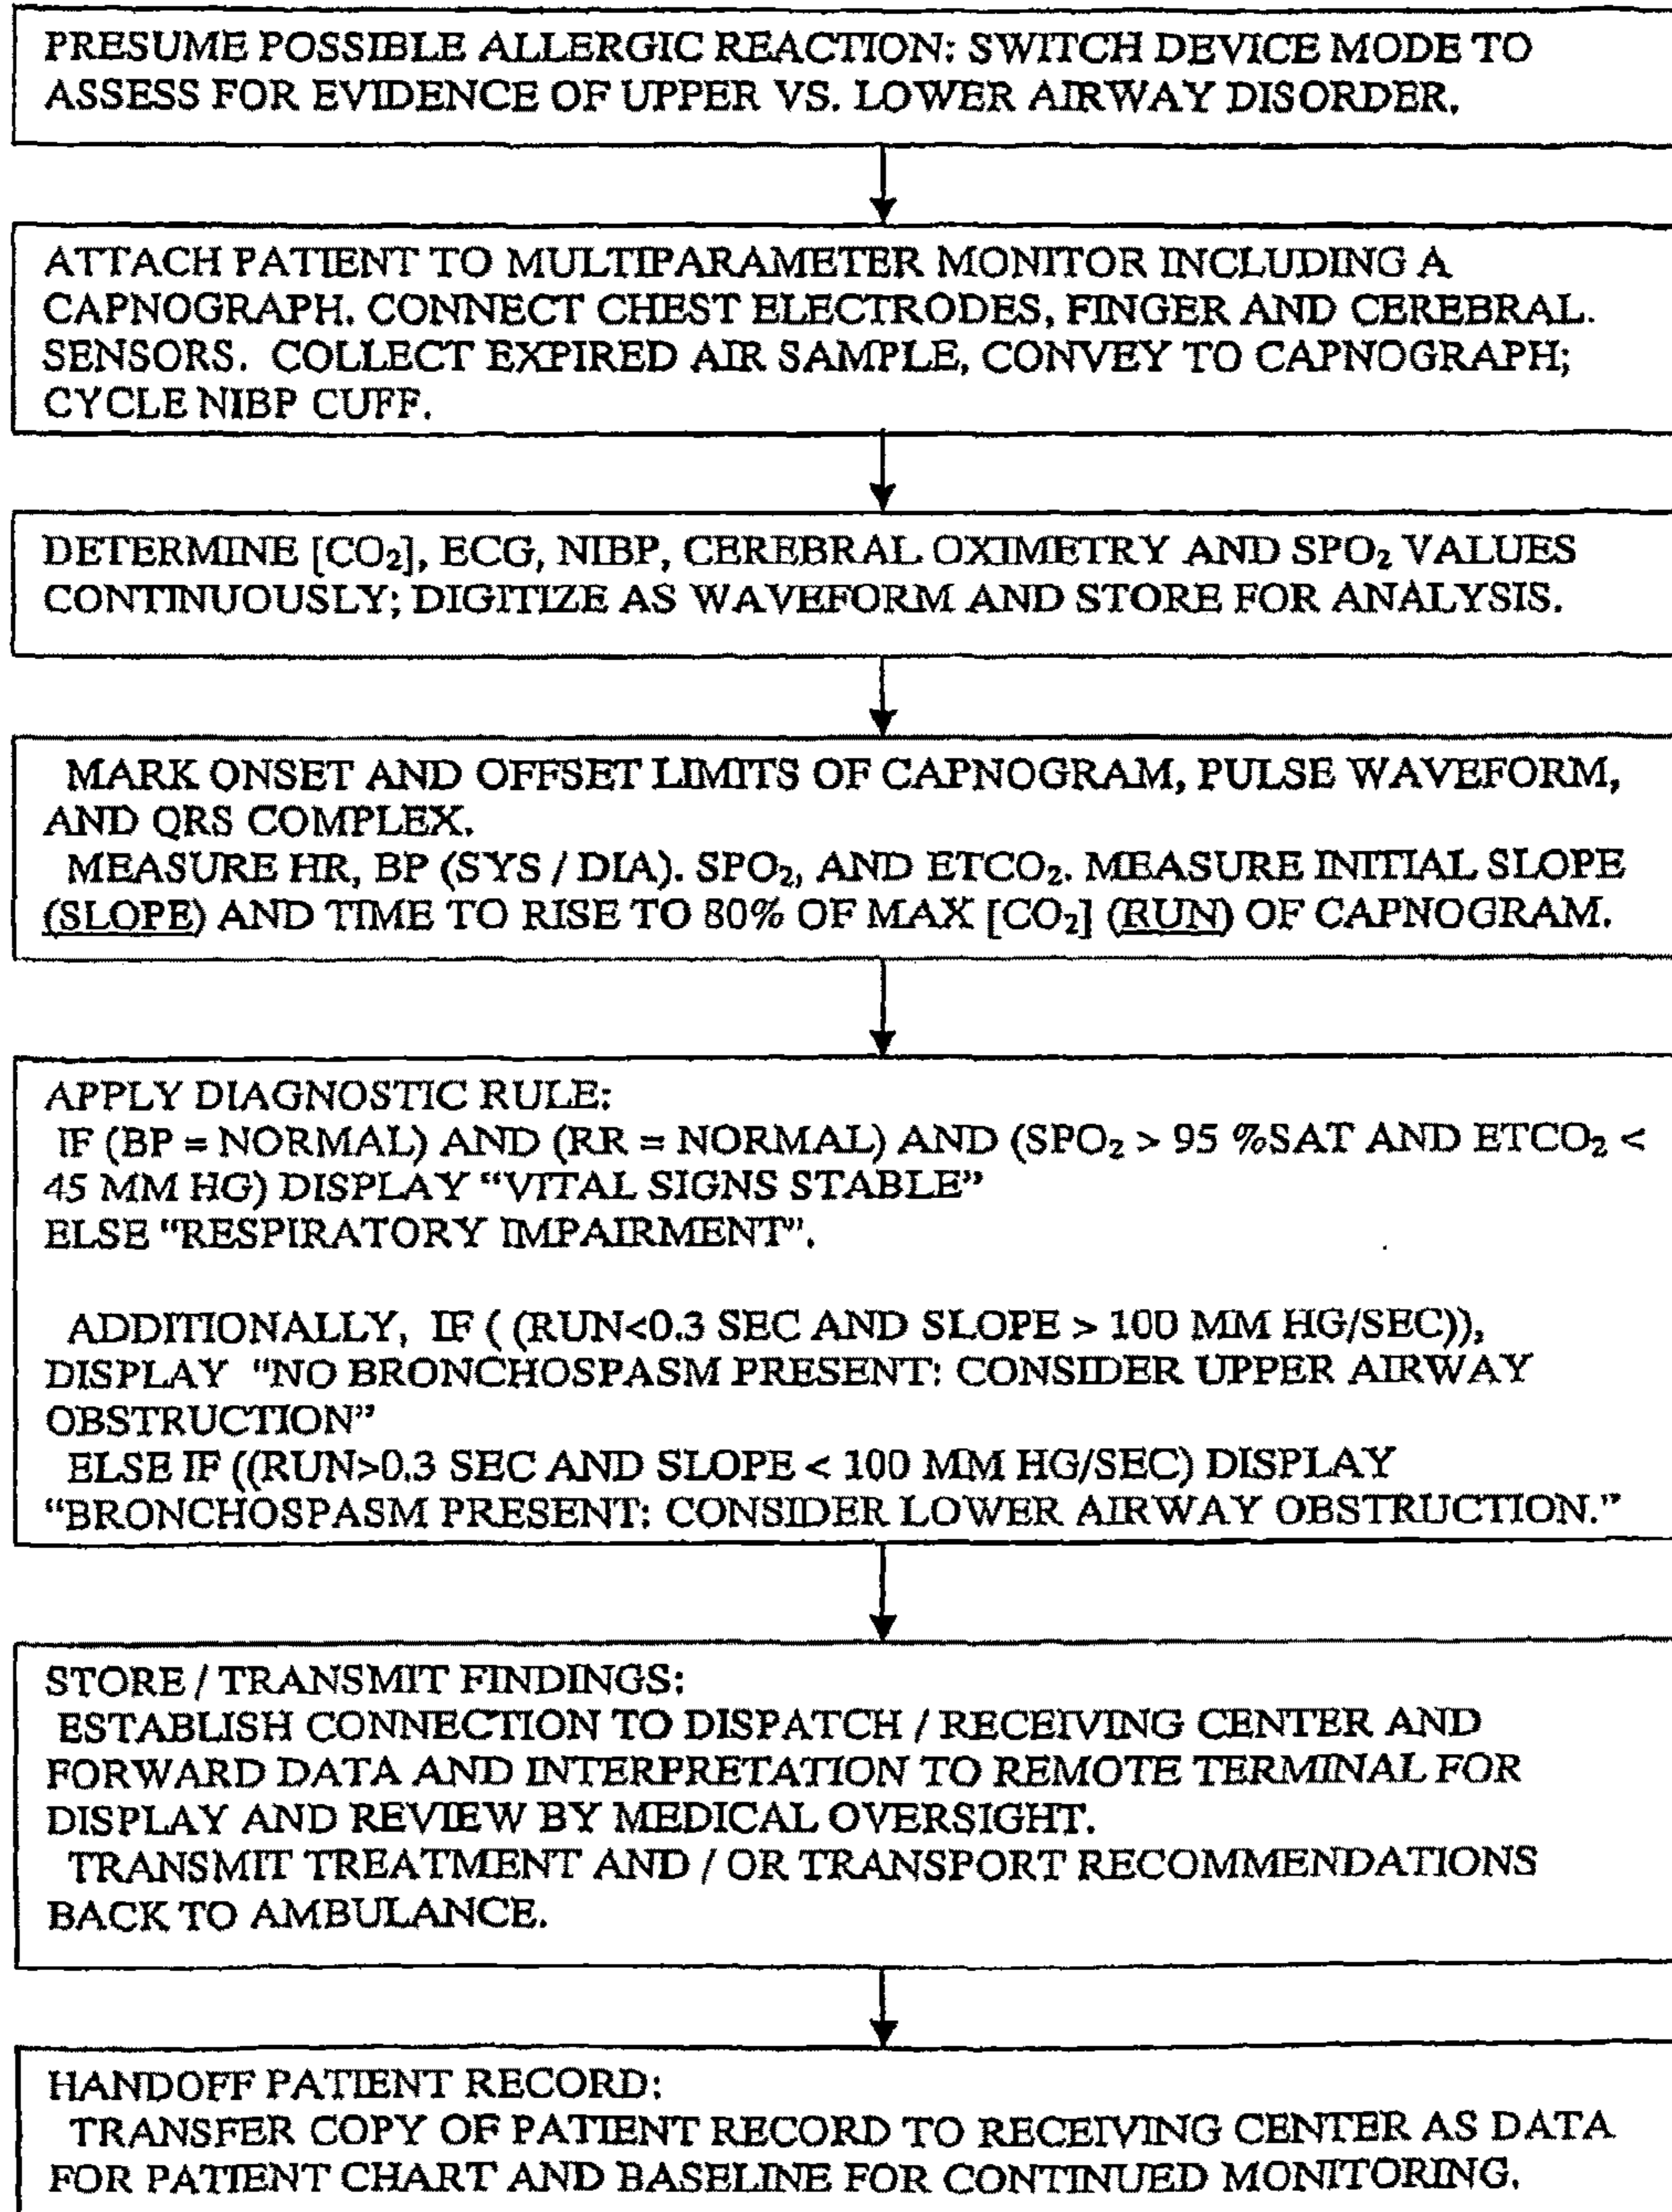 PRESUME POSSIBLE ALLERGIC REACTION: SWITCH DEVICE MODE TO
ASSESS FOR EVIDENCE OF UPPER VS. LOWER AIRWAY DISORDER.
ATTACH PATIENT TO MULTIPARAMETER MONITOR INCLUDING A
CAPNOGRAPH. CONNECT CHEST ELECTRODES, FINGER AND CEREBRAL.
SENSORS. COLLECT EXPIRED AIR SAMPLE, CONVEY TO CAPNOGRAPH;
CYCLE NIBP CUFF.
DETERMINE [CO₂], ECG, NIBP, CEREBRAL OXIMETRY AND SPO₂ VALUES
CONTINUOUSLY; DIGITIZE AS WAVEFORM AND STORE FOR ANALYSIS.
MARK ONSET AND OFFSET LIMITS OF CAPNOGRAM, PULSE WAVEFORM,
AND QRS COMPLEX.
MEASURE HR, BP (SYS / DIA). SPO₂, AND ETCO₂. MEASURE INITIAL SLOPE
(SLOPE) AND TIME TO RISE TO 80% OF MAX [CO₂] (RUN) OF CAPNOGRAM.
APPLY DIAGNOSTIC RULE:
IF (BP = NORMAL) AND (RR = NORMAL) AND (SPO₂ > 95 %SAT AND ETCO₂ <
45 MM HG) DISPLAY “VITAL SIGNS STABLE”
ELSE “RESPIRATORY IMPAIRMENT”.
ADDITIONALLY, IF ( (RUN<0.3 SEC AND SLOPE > 100 MM HG/SEC)),
DISPLAY “NO BRONCHOSPASM PRESENT: CONSIDER UPPER AIRWAY
OBSTRUCTION”
ELSE IF ((RUN>0.3 SEC AND SLOPE < 100 MM HG/SEC) DISPLAY
“BRONCHOSPASM PRESENT: CONSIDER LOWER AIRWAY OBSTRUCTION.”
STORE / TRANSMIT FINDINGS:
ESTABLISH CONNECTION TO DISPATCH / RECEIVING CENTER AND
FORWARD DATA AND INTERPRETATION TO REMOTE TERMINAL FOR
DISPLAY AND REVIEW BY MEDICAL OVERSIGHT.
TRANSMIT TREATMENT AND / OR TRANSPORT RECOMMENDATIONS
BACK TO AMBULANCE.
HANDOFF PATIENT RECORD:
TRANSFER COPY OF PATIENT RECORD TO RECEIVING CENTER AS DATA
FOR PATIENT CHART AND BASELINE FOR CONTINUED MONITORING.